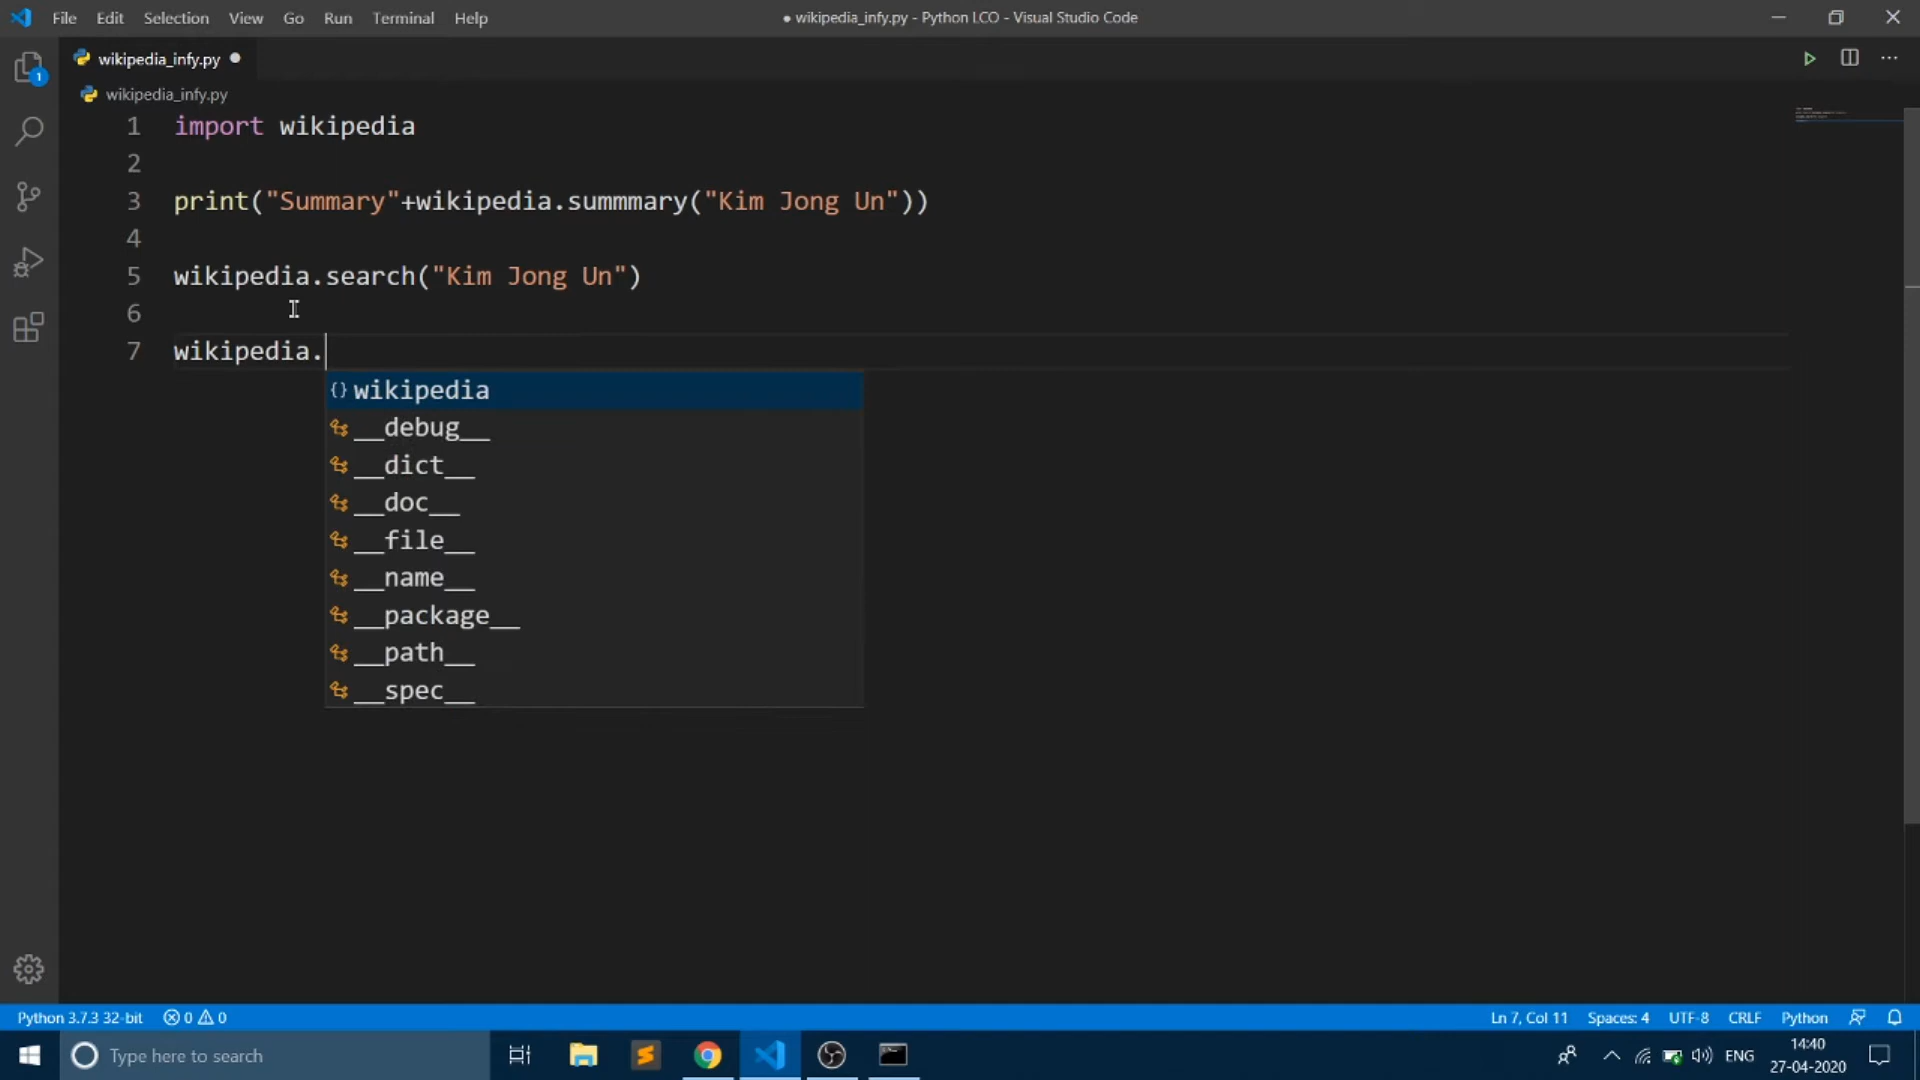 File Edit Selection View Go Run Terminal Help
● wikipedia_infy.py - Python LCO - Visual Studio Code
wikipedia_infy.py
wikipedia_infy.py
1 import wikipedia
2
3 print("Summary"+wikipedia.summmary("Kim Jong Un"))
4
5 wikipedia.search("Kim Jong Un")
6
7 wikipedia.
{} wikipedia
__debug__
__dict__
__doc__
__file__
__name__
__package__
__path__
__spec__
1
Python 3.7.3 32-bit 0 0 Ln 7, Col 11 Spaces: 4 UTF-8 CRLF Python
Type here to search
ENG
14:40
27-04-2020